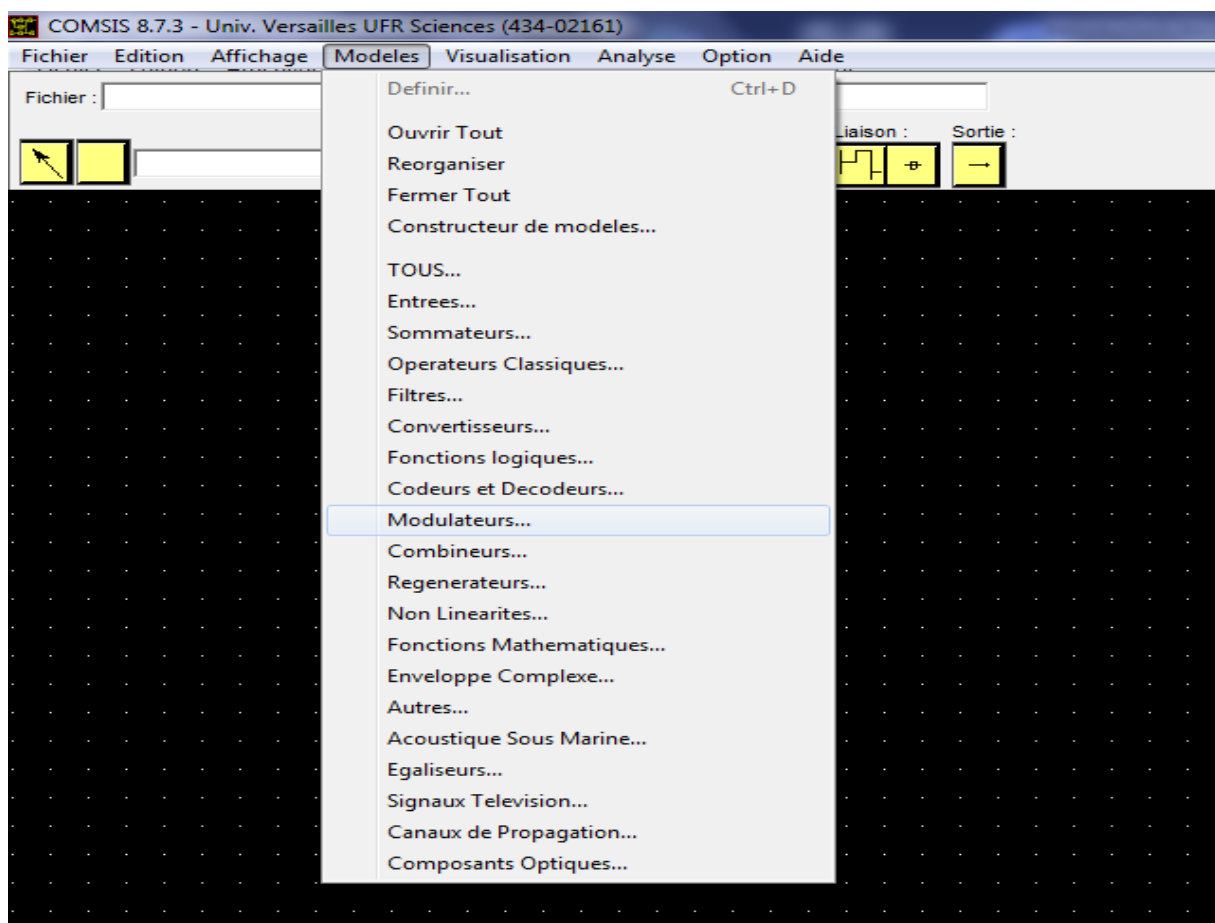 COMSIS 8.7.3 - Univ. Versailles UFR Sciences (434-02161)
Fichier Edition Affichage Modeles Visualisation Analyse Option Aide
Fichier :
Liaison : Sortie :
Definir... Ctrl+D
Ouvrir Tout
Reorganiser
Fermer Tout
Constructeur de modeles...
TOUS...
Entrees...
Sommateurs...
Operateurs Classiques...
Filtres...
Convertisseurs...
Fonctions logiques...
Codeurs et Decodeurs...
Modulateurs...
Combineurs...
Regenerateurs...
Non Linearites...
Fonctions Mathematiques...
Enveloppe Complexe...
Autres...
Acoustique Sous Marine...
Egaliseurs...
Signaux Television...
Canaux de Propagation...
Composants Optiques...